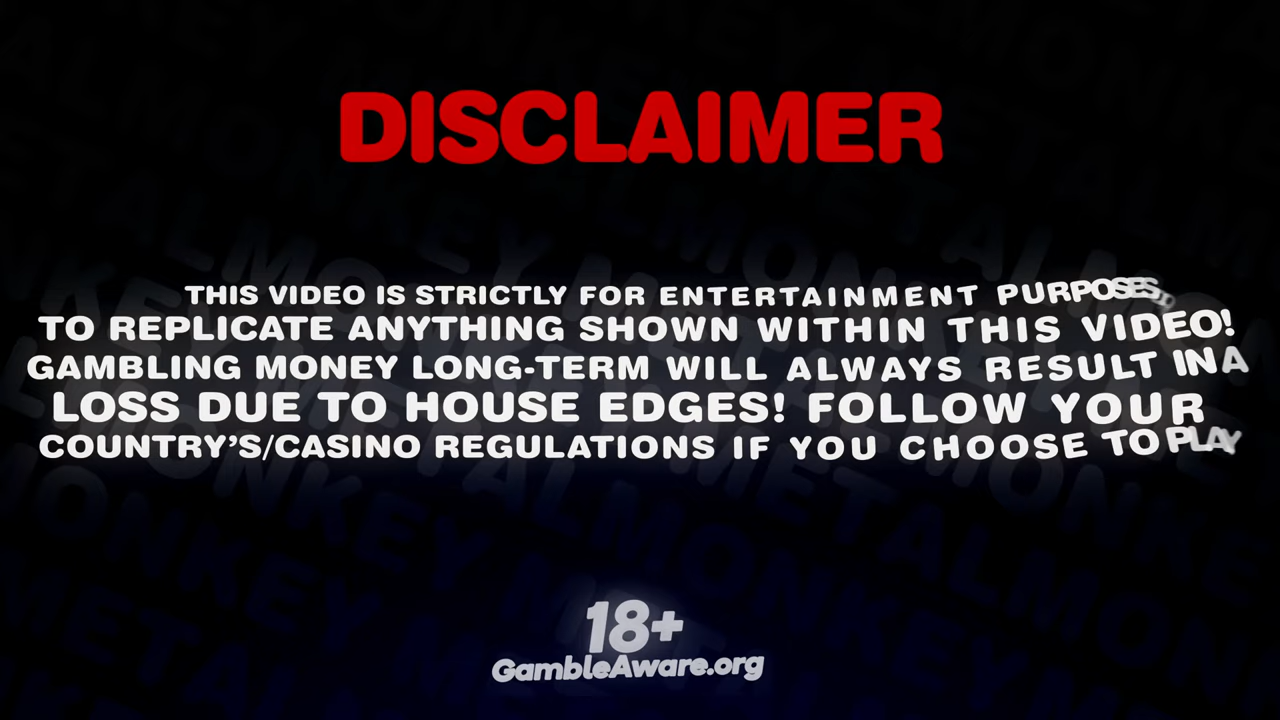 DISCLAIMER
THIS VIDEO IS STRICTLY FOR ENTERTAINMENT PURPOSES,
TO REPLICATE ANYTHING SHOWN WITHIN THIS VIDEO!
GAMBLING MONEY LONG-TERM WILL ALWAYS RESULT IN A
LOSS DUE TO HOUSE EDGES! FOLLOW YOUR
COUNTRY'S/CASINO REGULATIONS IF YOU CHOOSE TO PLAY
18+
GambleAware.org